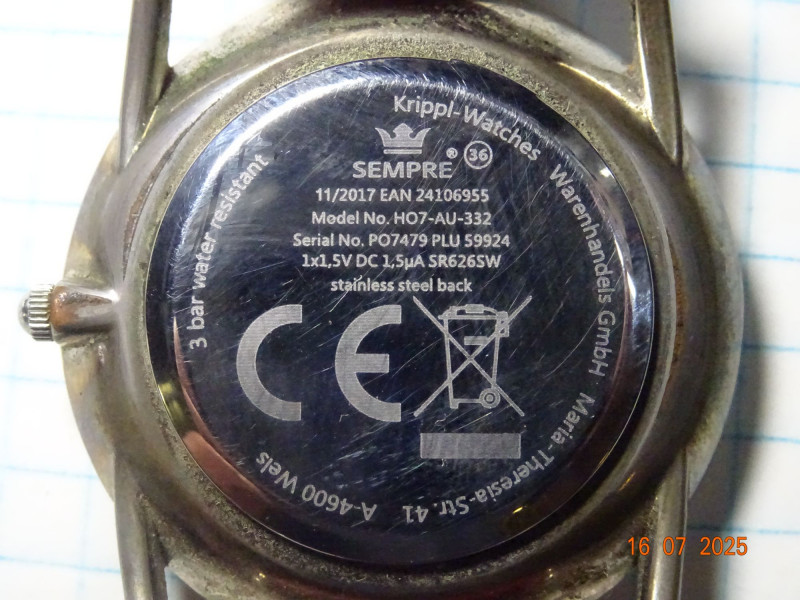 Krippl-Watches Warenhandels GmbH Maria-Theresia-Str. 41 A-4600 Wels
3 bar water resistant
SEMPRE ® 36
11/2017 EAN 24106955
Model No. HO7-AU-332
Serial No. PO7479 PLU 59924
1x1,5V DC 1,5µA SR626SW
stainless steel back
CE
16 07 2025